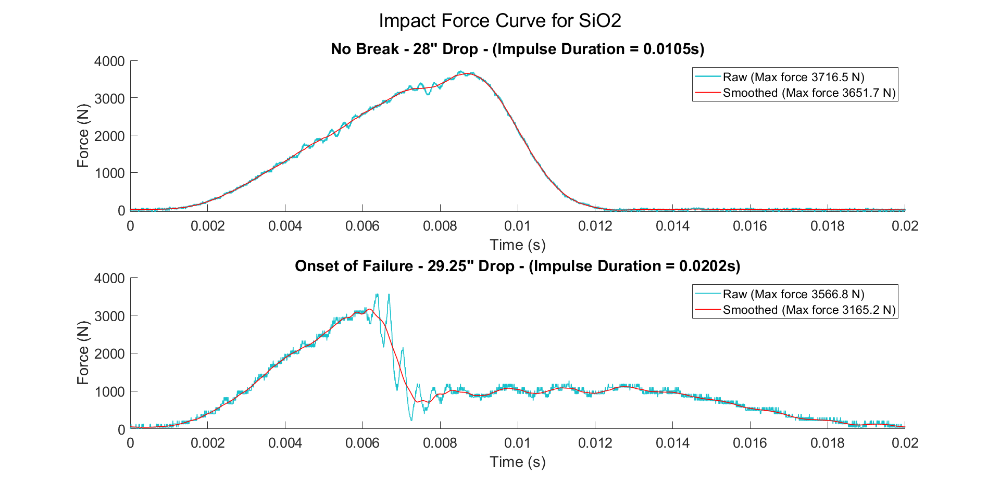 Impact Force Curve for SiO2
No Break - 28" Drop - (Impulse Duration = 0.0105s)
4000
3000
2000
1000
0
Force (N)
Raw (Max force 3716.5 N)
Smoothed (Max force 3651.7 N)
0 0.002 0.004 0.006 0.008 0.01 0.012 0.014 0.016 0.018 0.02
Time (s)
Onset of Failure - 29.25" Drop - (Impulse Duration = 0.0202s)
4000
3000
2000
1000
0
Force (N)
Raw (Max force 3566.8 N)
Smoothed (Max force 3165.2 N)
0 0.002 0.004 0.006 0.008 0.01 0.012 0.014 0.016 0.018 0.02
Time (s)